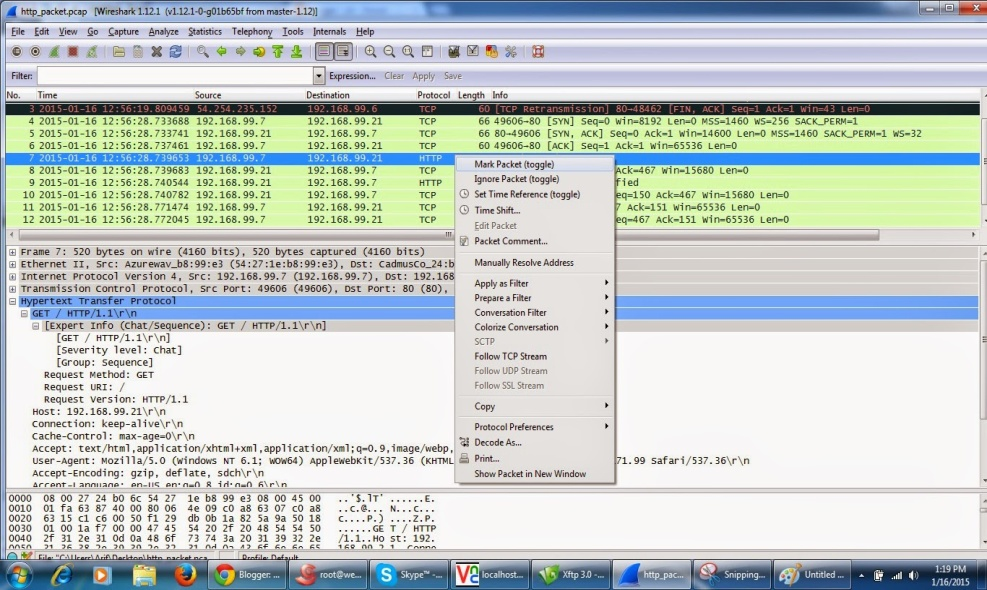 http_packet.pcap [Wireshark 1.12.1 (v1.12.1-0-g01b65bf from master-1.12)]
File Edit View Go Capture Analyze Statistics Telephony Tools Internals Help
Filter: Expression... Clear Apply Save
No. Time Source Destination Protocol Length Info
3 2015-01-16 12:56:19.809459 54.254.235.152 192.168.99.6 TCP 60 [TCP Retransmission] 80→48462 [FIN, ACK] Seq=1 Ack=1 Win=43 Len=0
4 2015-01-16 12:56:28.733688 192.168.99.7 192.168.99.21 TCP 66 49606→80 [SYN] Seq=0 Win=8192 Len=0 MSS=1460 WS=256 SACK_PERM=1
5 2015-01-16 12:56:28.733741 192.168.99.21 192.168.99.7 TCP 66 80→49606 [SYN, ACK] Seq=0 Ack=1 Win=14600 Len=0 MSS=1460 SACK_PERM=1 WS=32
6 2015-01-16 12:56:28.737461 192.168.99.7 192.168.99.21 TCP 60 49606→80 [ACK] Seq=1 Ack=1 Win=65536 Len=0
7 2015-01-16 12:56:28.739653 192.168.99.7 192.168.99.21 HTTP
8 2015-01-16 12:56:28.739683 192.168.99.21 192.168.99.7 TCP Ack=467 Win=15680 Len=0
9 2015-01-16 12:56:28.740544 192.168.99.21 192.168.99.7 HTTP fied
10 2015-01-16 12:56:28.740782 192.168.99.21 192.168.99.7 TCP eq=150 Ack=467 Win=15680 Len=0
11 2015-01-16 12:56:28.771474 192.168.99.7 192.168.99.21 TCP 7 Ack=151 Win=65536 Len=0
12 2015-01-16 12:56:28.772045 192.168.99.7 192.168.99.21 TCP eq=467 Ack=151 Win=65536 Len=0
Mark Packet (toggle)
Ignore Packet (toggle)
Set Time Reference (toggle)
Time Shift...
Edit Packet
Packet Comment...
Manually Resolve Address
Apply as Filter
Prepare a Filter
Conversation Filter
Colorize Conversation
SCTP
Follow TCP Stream
Follow UDP Stream
Follow SSL Stream
Copy
Protocol Preferences
Decode As...
Print...
Show Packet in New Window
Frame 7: 520 bytes on wire (4160 bits), 520 bytes captured (4160 bits)
Ethernet II, Src: Azurewav_b8:99:e3 (54:27:1e:b8:99:e3), Dst: CadmusCo_24:b
Internet Protocol Version 4, Src: 192.168.99.7 (192.168.99.7), Dst: 192.168
Transmission Control Protocol, Src Port: 49606 (49606), Dst Port: 80 (80),
Hypertext Transfer Protocol
GET / HTTP/1.1\r\n
[Expert Info (Chat/Sequence): GET / HTTP/1.1\r\n]
[GET / HTTP/1.1\r\n]
[Severity level: Chat]
[Group: Sequence]
Request Method: GET
Request URI: /
Request Version: HTTP/1.1
Host: 192.168.99.21\r\n
Connection: keep-alive\r\n
Cache-Control: max-age=0\r\n
Accept: text/html,application/xhtml+xml,application/xml;q=0.9,image/webp,
User-Agent: Mozilla/5.0 (Windows NT 6.1; WOW64) AppleWebKit/537.36 (KHTML 71.99 Safari/537.36\r\n
Accept-Encoding: gzip, deflate, sdch\r\n
Accept-Language: en-US,en;q=0.8,id;q=0.6\r\n
0000 08 00 27 24 b0 6c 54 27 1e b8 99 e3 08 00 45 00 ..'$.lT' ......E.
0010 01 fa 63 87 40 00 80 06 4e 09 c0 a8 63 07 c0 a8 ..c.@... N...c...
0020 63 15 c1 c6 00 50 f1 29 db 0b 1a 82 5a 9a 50 18 c....P.) ....Z.P.
0030 01 00 1a f7 00 00 47 45 54 20 2f 20 48 54 54 50 ......GE T / HTTP
0040 2f 31 2e 31 0d 0a 48 6f 73 74 3a 20 31 39 32 2e /1.1..Ho st: 192.
File: "C:\Users\Arif\Desktop\http_packet.pca... Profile: Default
Blogger: ... root@we... Skype™ -... localhost... Xftp 3.0 -... http_pac... Snipping... Untitled ...
1:19 PM
1/16/2015